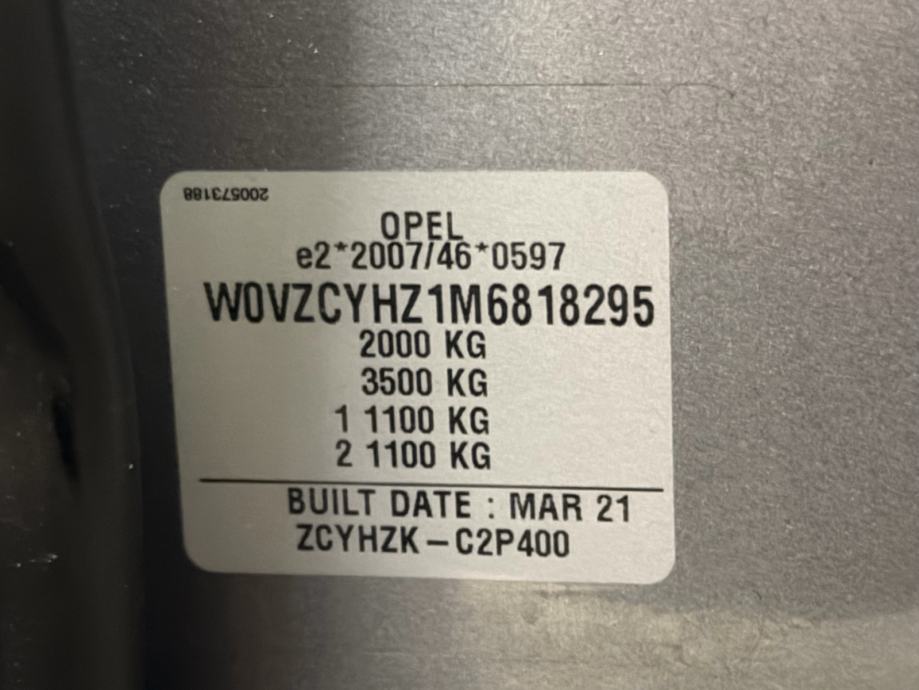 200573188
OPEL
e2*2007/46*0597
W0VZCYHZ1M6818295
2000 KG
3500 KG
1 1100 KG
2 1100 KG
BUILT DATE : MAR 21
ZCYHZK – C2P400